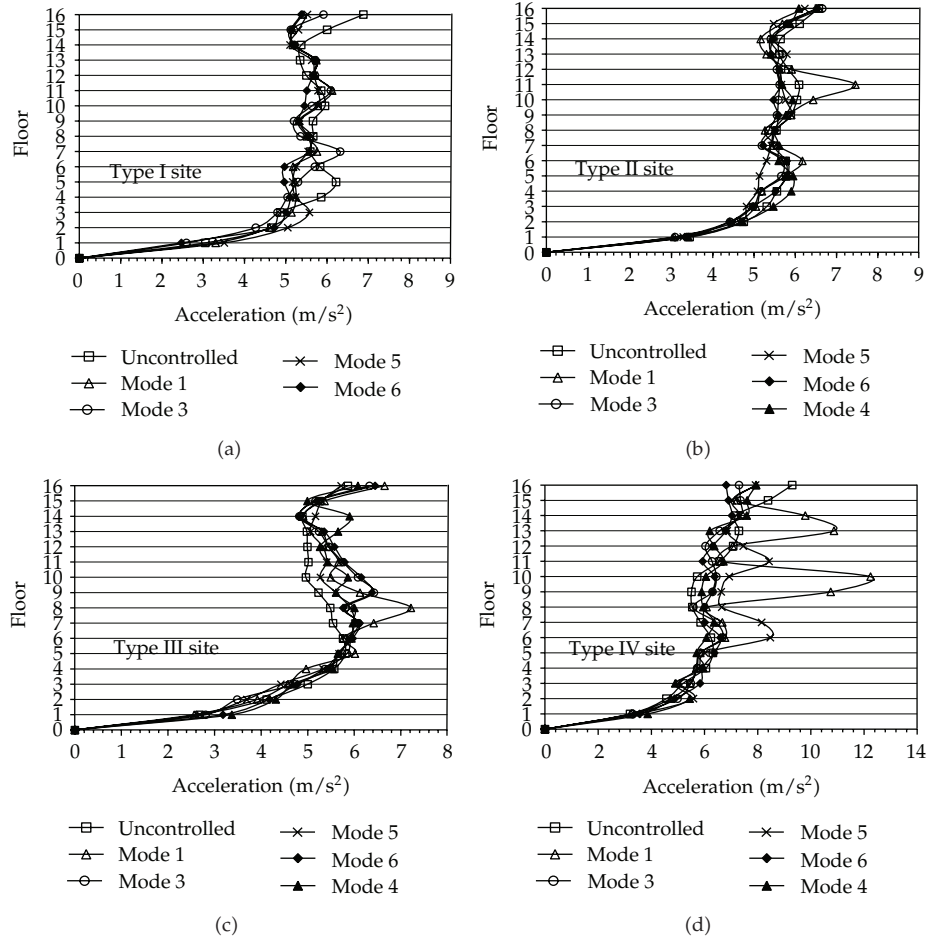 16
15
14
13
12
11
10
9
8
7
6
5
4
3
2
1
0
Floor
Type I site
0 1 2 3 4 5 6 7 8 9
Acceleration (m/s²)
Uncontrolled
Mode 1
Mode 3
Mode 5
Mode 6
(a)
16
15
14
13
12
11
10
9
8
7
6
5
4
3
2
1
0
Floor
Type II site
0 1 2 3 4 5 6 7 8 9
Acceleration (m/s²)
Uncontrolled
Mode 1
Mode 3
Mode 5
Mode 6
Mode 4
(b)
16
15
14
13
12
11
10
9
8
7
6
5
4
3
2
1
0
Floor
Type III site
0 1 2 3 4 5 6 7 8
Acceleration (m/s²)
Uncontrolled
Mode 1
Mode 3
Mode 5
Mode 6
Mode 4
(c)
16
15
14
13
12
11
10
9
8
7
6
5
4
3
2
1
0
Floor
Type IV site
0 2 4 6 8 10 12 14
Acceleration (m/s²)
Uncontrolled
Mode 1
Mode 3
Mode 5
Mode 6
Mode 4
(d)